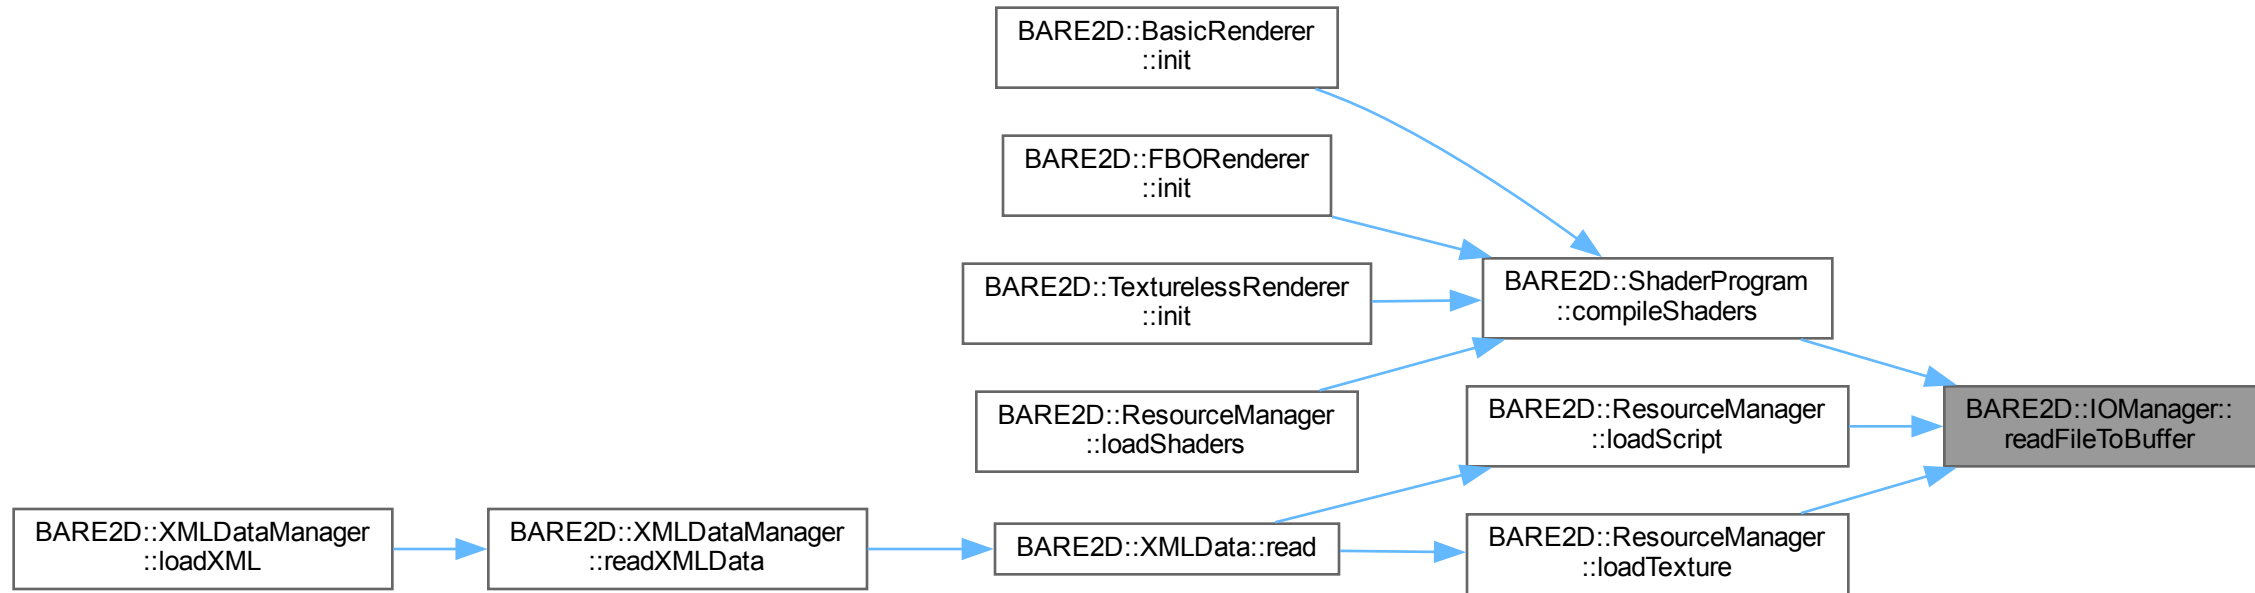 BARE2D::BasicRenderer
::init
BARE2D::FBORenderer
::init
BARE2D::TexturelessRenderer
::init
BARE2D::ShaderProgram
::compileShaders
BARE2D::ResourceManager
::loadShaders
BARE2D::ResourceManager
::loadScript
BARE2D::IOManager::
readFileToBuffer
BARE2D::XMLDataManager
::loadXML
BARE2D::XMLDataManager
::readXMLData
BARE2D::XMLData::read
BARE2D::ResourceManager
::loadTexture